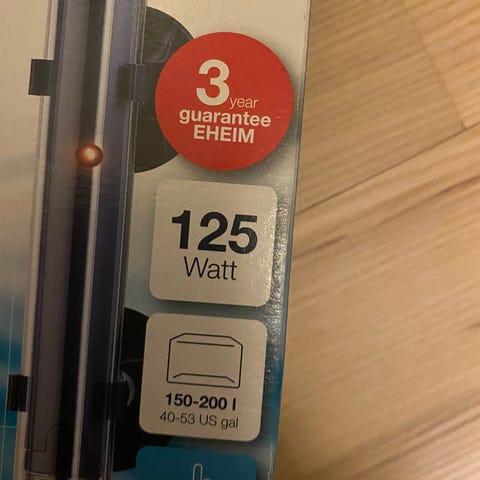 3 year
guarantee
EHEIM
125
Watt
150-200 l
40-53 US gal